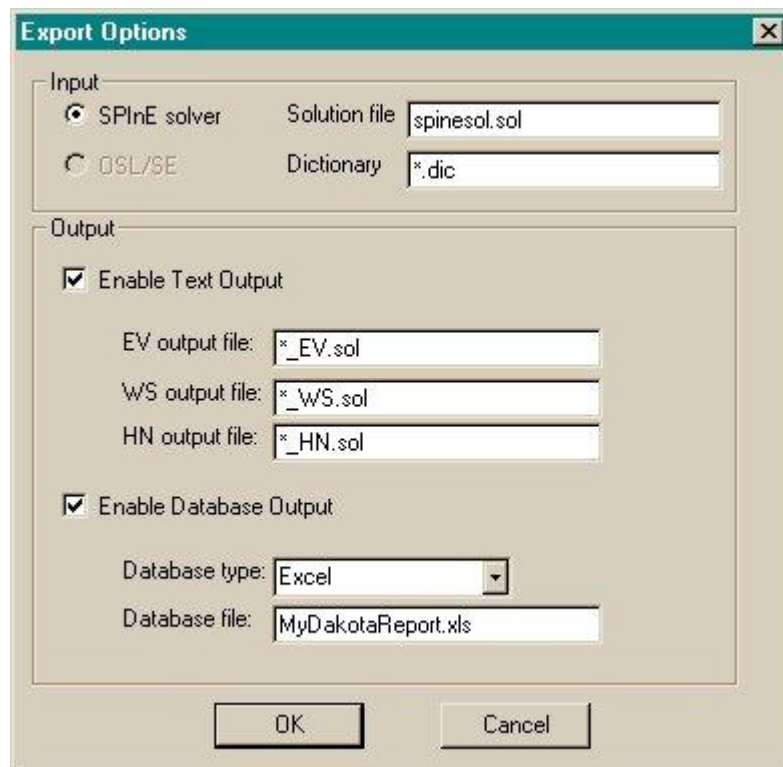 Export Options
Input
SPInE solver
Solution file spinesol.sol
OSL/SE
Dictionary *.dic
Output
Enable Text Output
EV output file: *_EV.sol
WS output file: *_WS.sol
HN output file: *_HN.sol
Enable Database Output
Database type: Excel
Database file: MyDakotaReport.xls
OK
Cancel